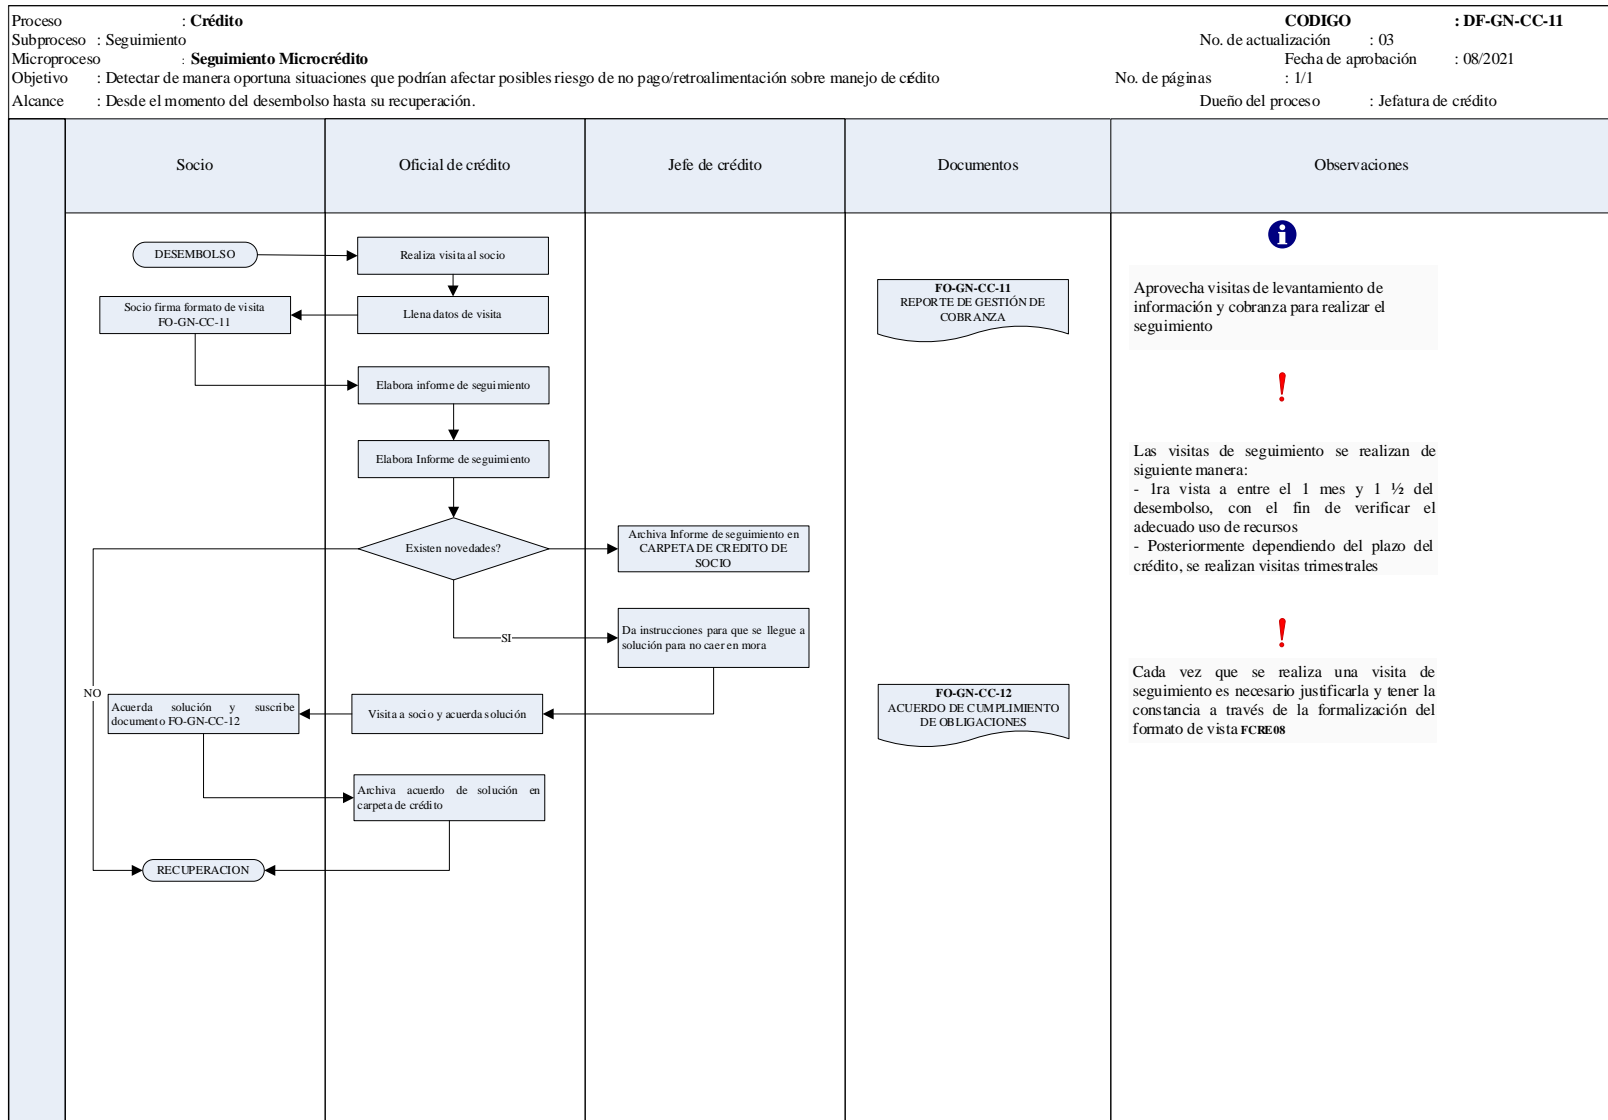 Proceso : Crédito
CODIGO : DF-GN-CC-11
Subproceso : Seguimiento
No. de actualización : 03
Microproceso : Seguimiento Microcrédito
Fecha de aprobación : 08/2021
Objetivo : Detectar de manera oportuna situaciones que podrían afectar posibles riesgo de no pago/retroalimentación sobre manejo de crédito
No. de páginas : 1/1
Alcance : Desde el momento del desembolso hasta su recuperación.
Dueño del proceso : Jefatura de crédito
Socio
Oficial de crédito
Jefe de crédito
Documentos
Observaciones
DESEMBOLSO
Realiza visita al socio
Socio firma formato de visita
FO-GN-CC-11
Llena datos de visita
FO-GN-CC-11
REPORTE DE GESTIÓN DE
COBRANZA
Aprovecha visitas de levantamiento de
información y cobranza para realizar el
seguimiento
Elabora informe de seguimiento
!
Elabora Informe de seguimiento
Las visitas de seguimiento se realizan de
siguiente manera:
- 1ra vista a entre el 1 mes y 1 ½ del
desembolso, con el fin de verificar el
adecuado uso de recursos
- Posteriormente dependiendo del plazo del
crédito, se realizan visitas trimestrales
Existen novedades?
Archiva Informe de seguimiento en
CARPETA DE CREDITO DE
SOCIO
SI
Da instrucciones para que se llegue a
solución para no caer en mora
!
Cada vez que se realiza una visita de
seguimiento es necesario justificarla y tener la
constancia a través de la formalización del
formato de vista FCRE08
NO
Acuerda solución y suscribe
documento FO-GN-CC-12
Visita a socio y acuerda solución
FO-GN-CC-12
ACUERDO DE CUMPLIMIENTO
DE OBLIGACIONES
Archiva acuerdo de solución en
carpeta de crédito
RECUPERACION